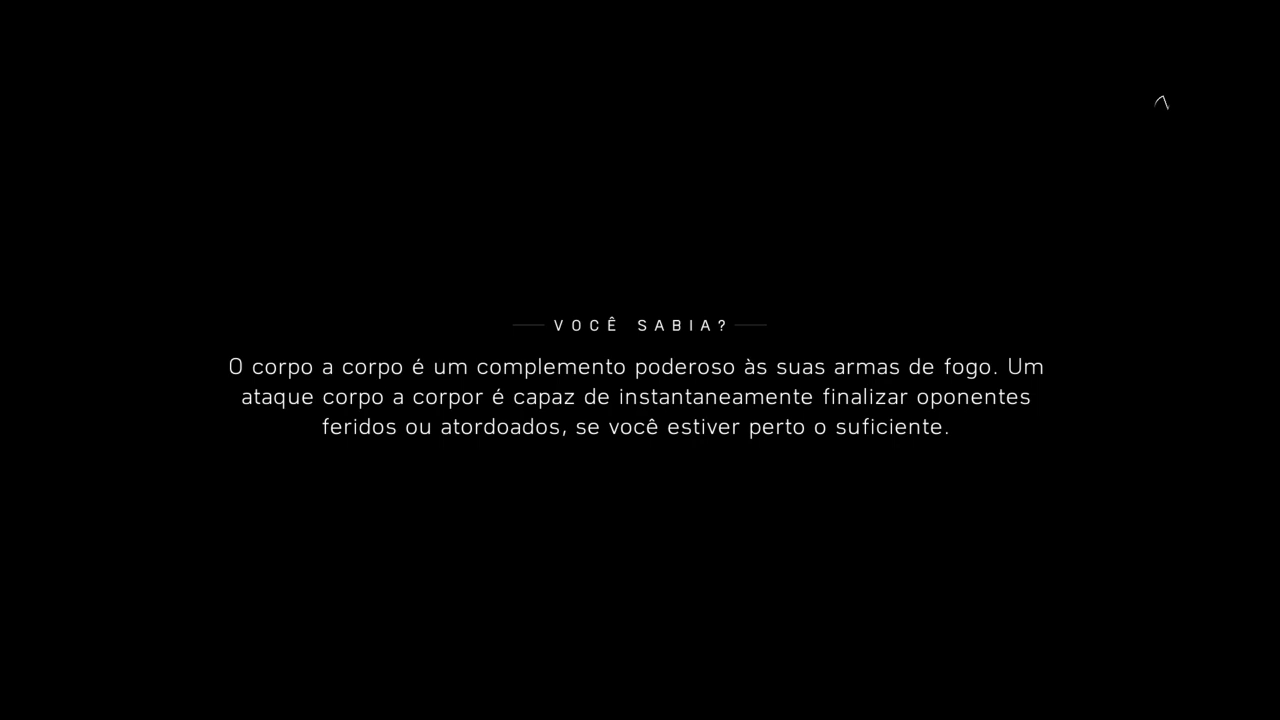 VOCÊ SABIA?
O corpo a corpo é um complemento poderoso às suas armas de fogo. Um
ataque corpo a corpor é capaz de instantaneamente finalizar oponentes
feridos ou atordoados, se você estiver perto o suficiente.